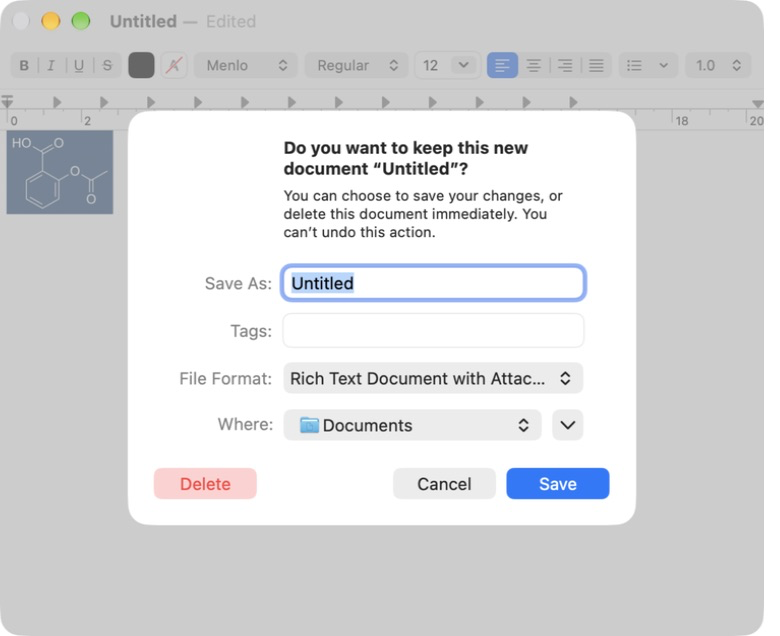 Untitled — Edited
B I U S A Menlo Regular 12 1.0
0 2 18 20
HO O
O
O
Do you want to keep this new
document “Untitled”?
You can choose to save your changes, or
delete this document immediately. You
can’t undo this action.
Save As: Untitled
Tags:
File Format: Rich Text Document with Attac...
Where: Documents
Delete Cancel Save